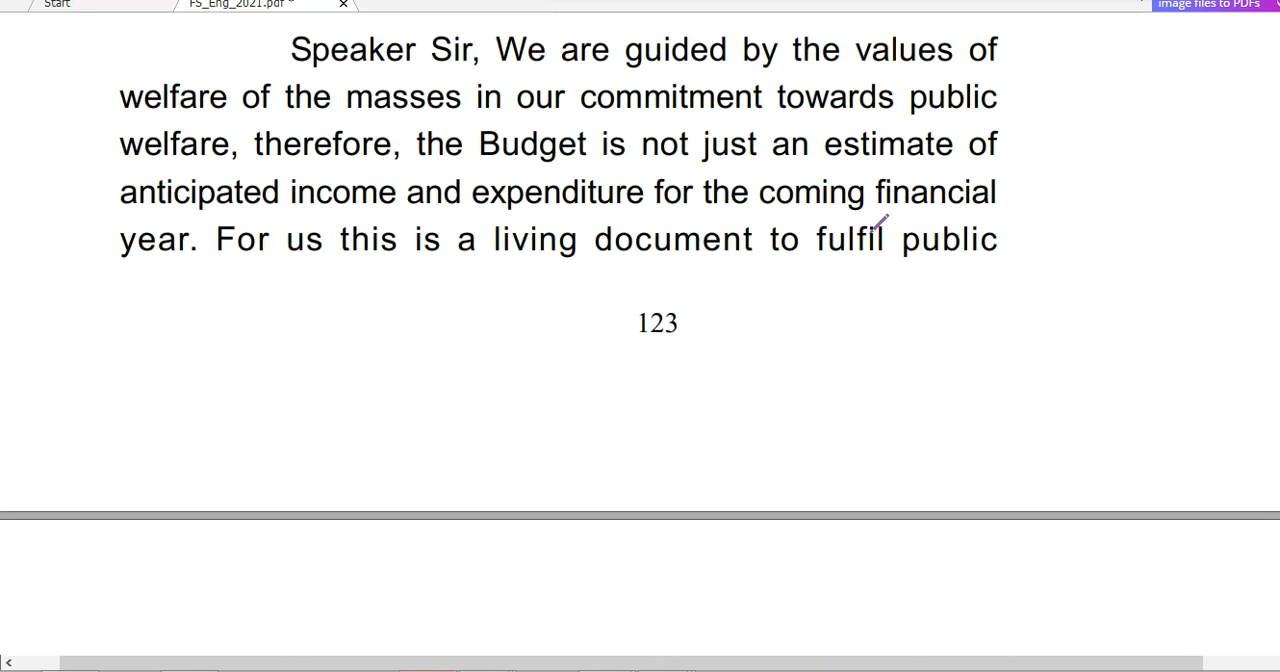 Start
FS_Eng_2021.pdf *
image files to PDFs
Speaker Sir, We are guided by the values of
welfare of the masses in our commitment towards public
welfare, therefore, the Budget is not just an estimate of
anticipated income and expenditure for the coming financial
year. For us this is a living document to fulfil public
123